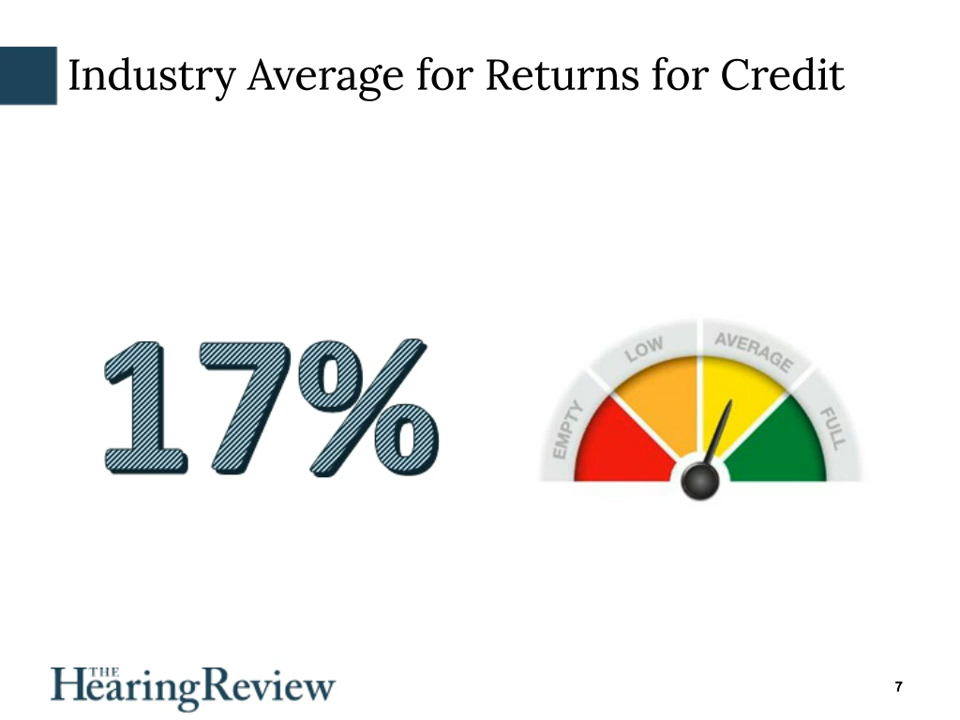 Industry Average for Returns for Credit
17%
EMPTY
LOW
AVERAGE
FULL
THE
HearingReview
7